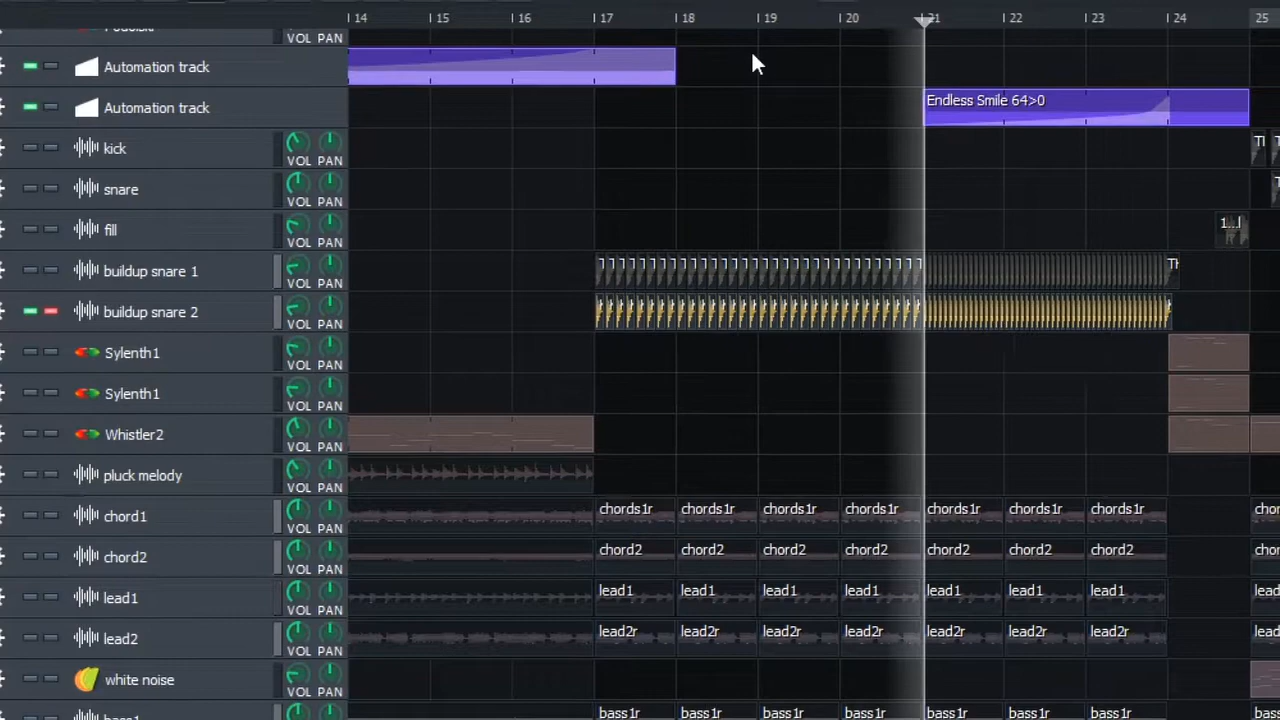 14 15 16 17 18 19 20 21 22 23 24 25
VOL PAN
Automation track
Automation track
Endless Smile 64>0
kick
VOL PAN
snare
VOL PAN
fill
VOL PAN
buildup snare 1
VOL PAN
buildup snare 2
VOL PAN
Sylenth1
VOL PAN
Sylenth1
VOL PAN
Whistler2
VOL PAN
pluck melody
VOL PAN
chord1
VOL PAN
chords1r chords1r chords1r chords1r chords1r chords1r chords1r
chord2
VOL PAN
chord2 chord2 chord2 chord2 chord2 chord2 chord2
lead1
VOL PAN
lead1 lead1 lead1 lead1 lead1 lead1 lead1
lead2
VOL PAN
lead2r lead2r lead2r lead2r lead2r lead2r lead2r
white noise
VOL PAN
bass1r bass1r bass1r bass1r bass1r bass1r bass1r